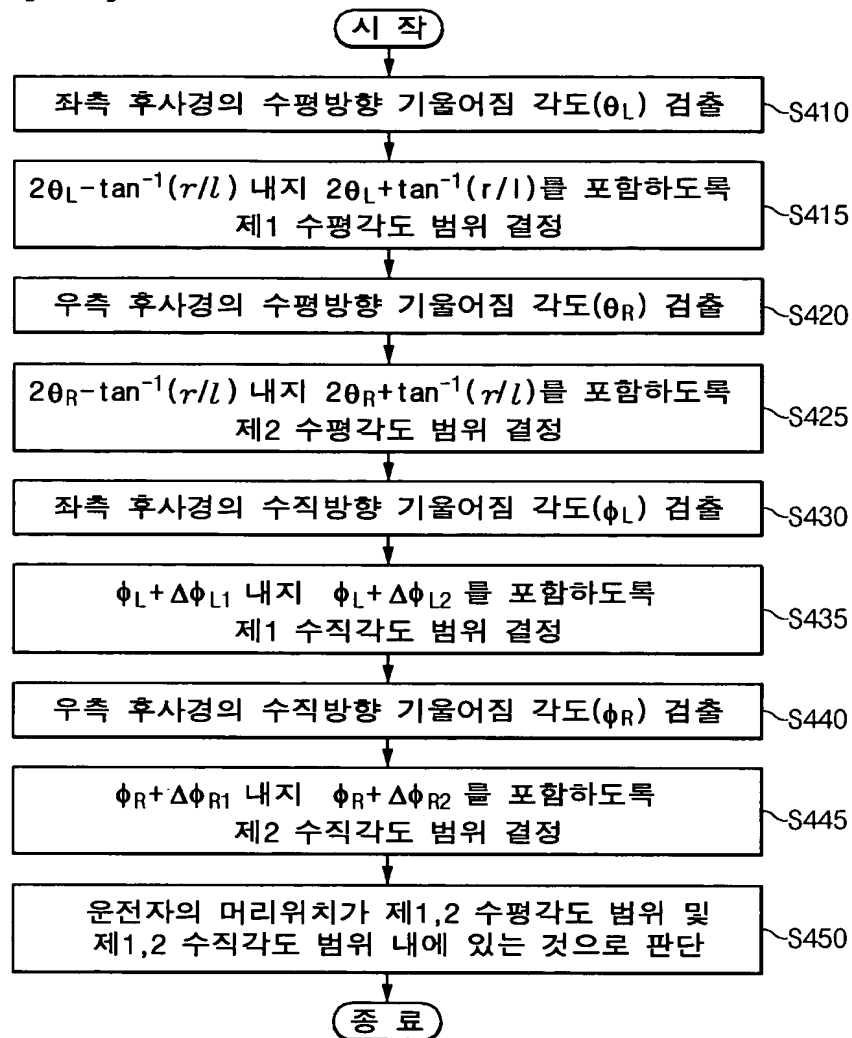 시 작
좌측 후사경의 수평방향 기울어짐 각도(θL) 검출
S410
2θL-tan⁻¹(r/l) 내지 2θL+tan⁻¹(r/l)를 포함하도록
제1 수평각도 범위 결정
S415
우측 후사경의 수평방향 기울어짐 각도(θR) 검출
S420
2θR-tan⁻¹(r/l) 내지 2θR+tan⁻¹(r/l)를 포함하도록
제2 수평각도 범위 결정
S425
좌측 후사경의 수직방향 기울어짐 각도(ϕL) 검출
S430
ϕL+ΔϕL1 내지 ϕL+ΔϕL2 를 포함하도록
제1 수직각도 범위 결정
S435
우측 후사경의 수직방향 기울어짐 각도(ϕR) 검출
S440
ϕR+ΔϕR1 내지 ϕR+ΔϕR2 를 포함하도록
제2 수직각도 범위 결정
S445
운전자의 머리위치가 제1,2 수평각도 범위 및
제1,2 수직각도 범위 내에 있는 것으로 판단
S450
종 료